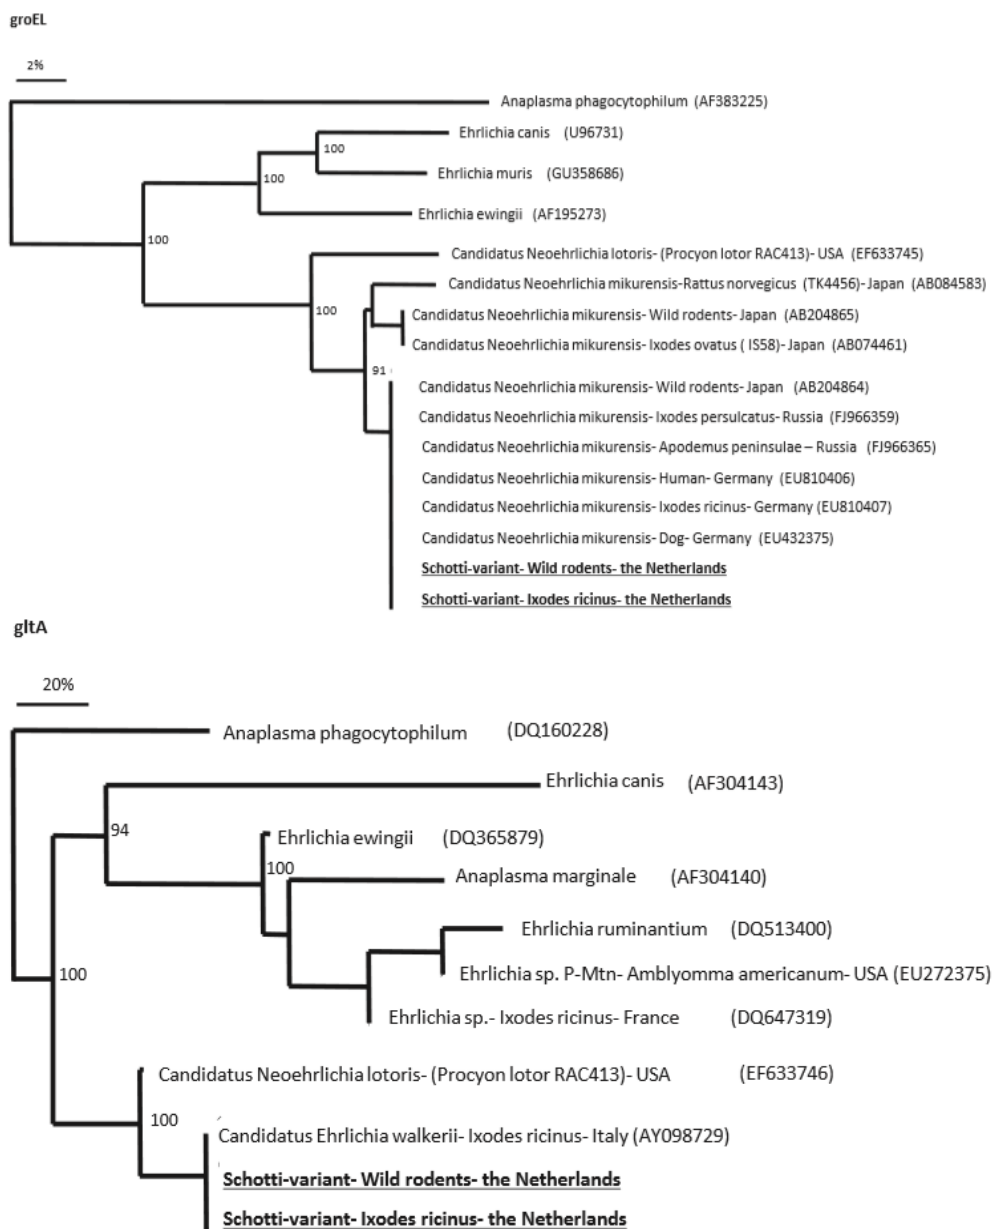 groEL
2%
Anaplasma phagocytophilum (AF383225)
Ehrlichia canis (U96731)
100
Ehrlichia muris (GU358686)
100
Ehrlichia ewingii (AF195273)
100
Candidatus Neoehrlichia lotoris- (Procyon lotor RAC413)- USA (EF633745)
Candidatus Neoehrlichia mikurensis-Rattus norvegicus (TK4456)- Japan (AB084583)
100
Candidatus Neoehrlichia mikurensis- Wild rodents- Japan (AB204865)
Candidatus Neoehrlichia mikurensis- Ixodes ovatus ( IS58)- Japan (AB074461)
91
Candidatus Neoehrlichia mikurensis- Wild rodents- Japan (AB204864)
Candidatus Neoehrlichia mikurensis- Ixodes persulcatus- Russia (FJ966359)
Candidatus Neoehrlichia mikurensis- Apodemus peninsulae – Russia (FJ966365)
Candidatus Neoehrlichia mikurensis- Human- Germany (EU810406)
Candidatus Neoehrlichia mikurensis- Ixodes ricinus- Germany (EU810407)
Candidatus Neoehrlichia mikurensis- Dog- Germany (EU432375)
Schotti-variant- Wild rodents- the Netherlands
Schotti-variant- Ixodes ricinus- the Netherlands
gltA
20%
Anaplasma phagocytophilum (DQ160228)
Ehrlichia canis (AF304143)
94
Ehrlichia ewingii (DQ365879)
100
Anaplasma marginale (AF304140)
Ehrlichia ruminantium (DQ513400)
100
Ehrlichia sp. P-Mtn- Amblyomma americanum- USA (EU272375)
Ehrlichia sp.- Ixodes ricinus- France (DQ647319)
Candidatus Neoehrlichia lotoris- (Procyon lotor RAC413)- USA (EF633746)
100
Candidatus Ehrlichia walkerii- Ixodes ricinus- Italy (AY098729)
Schotti-variant- Wild rodents- the Netherlands
Schotti-variant- Ixodes ricinus- the Netherlands